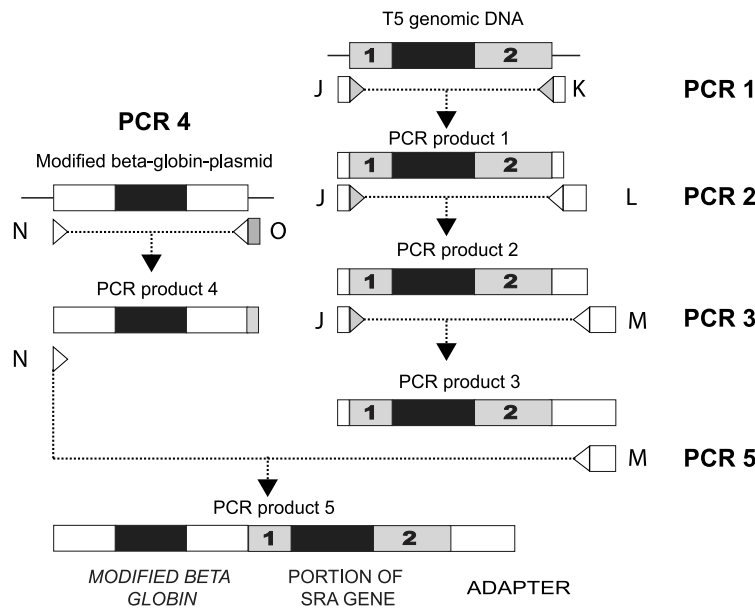 T5 genomic DNA
1 2
J K PCR 1
PCR 4
PCR product 1
Modified beta-globin-plasmid
1 2
J L PCR 2
N O
PCR product 2
PCR product 4
1 2
J M PCR 3
N
PCR product 3
1 2
M PCR 5
PCR product 5
1 2
MODIFIED BETA
GLOBIN
PORTION OF
SRA GENE
ADAPTER